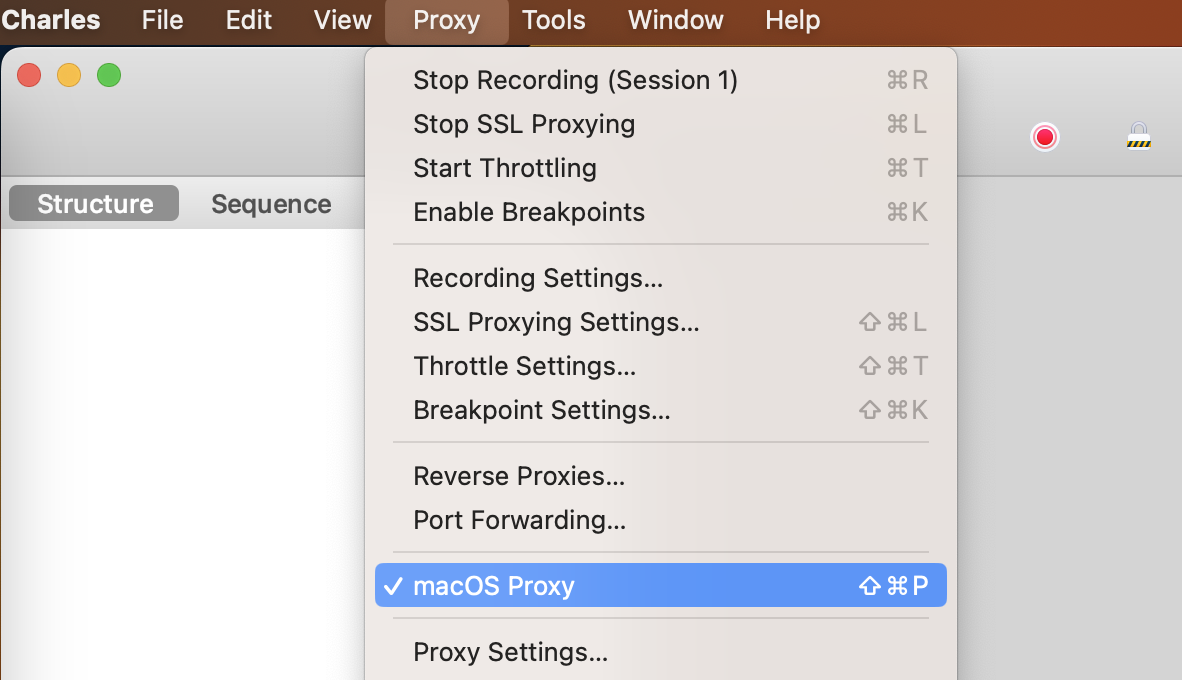 Charles File Edit View Proxy Tools Window Help
Stop Recording (Session 1) ⌘R
Stop SSL Proxying ⌘L
Start Throttling ⌘T
Enable Breakpoints ⌘K
Structure Sequence
Recording Settings...
SSL Proxying Settings... ⇧⌘L
Throttle Settings... ⇧⌘T
Breakpoint Settings... ⇧⌘K
Reverse Proxies...
Port Forwarding...
✓ macOS Proxy ⇧⌘P
Proxy Settings...